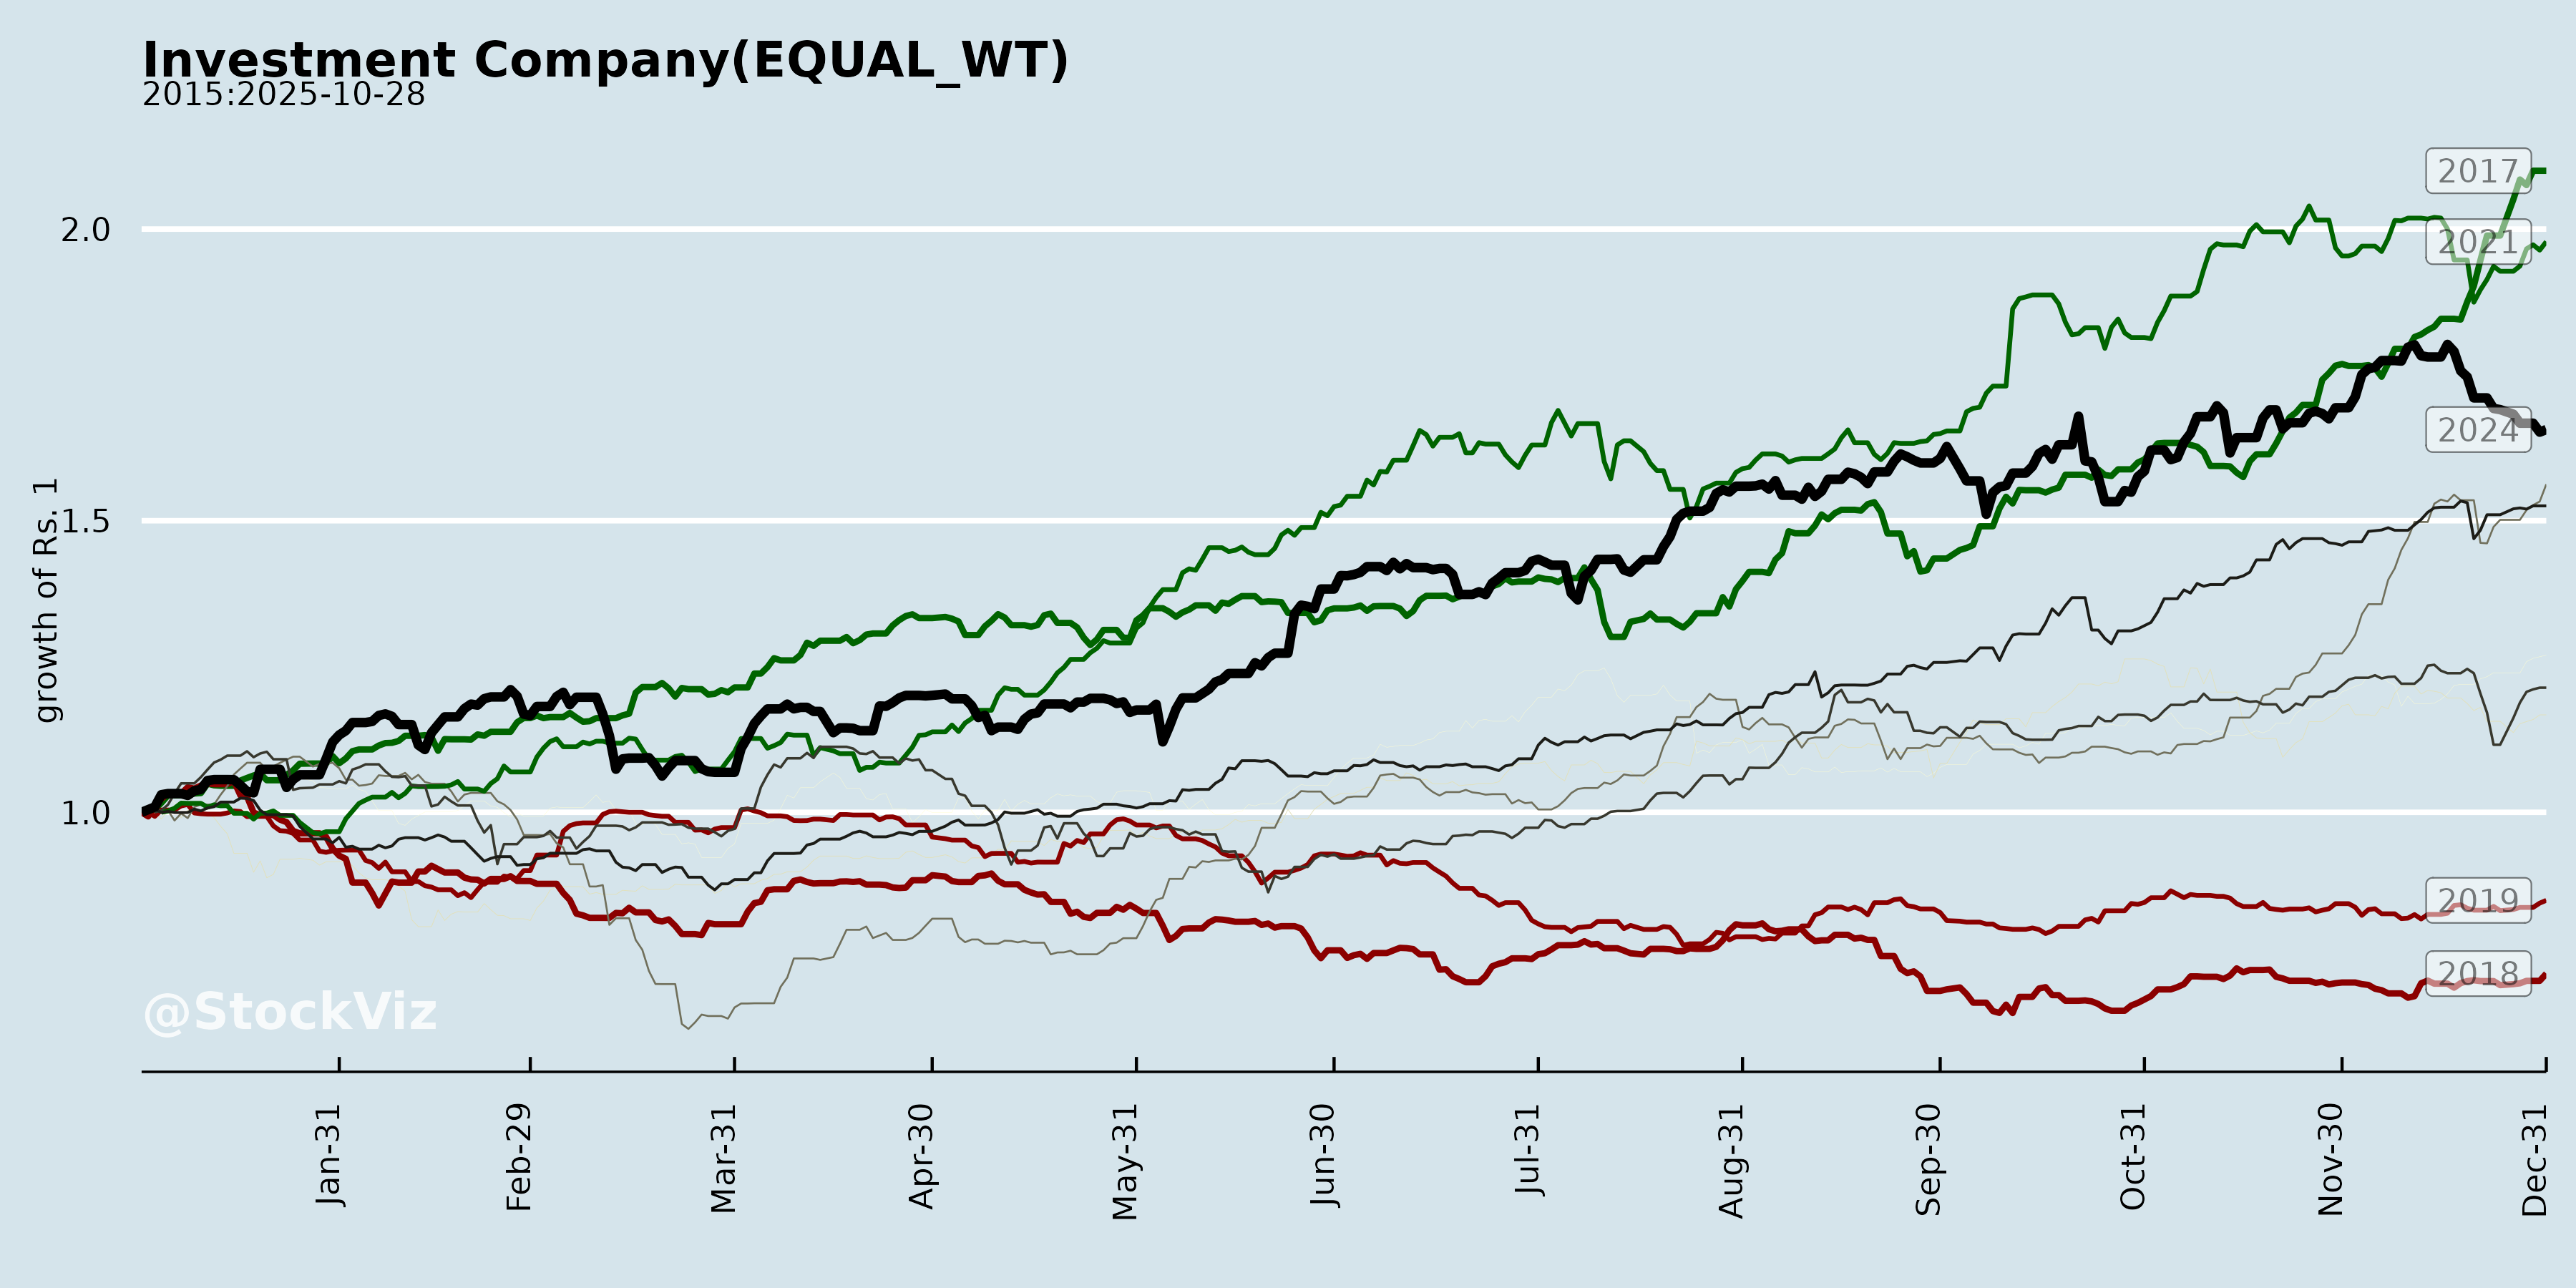 Investment Company(EQUAL_WT)
2015:2025-10-28
growth of Rs. 1
2.0
1.5
1.0
2017
2021
2024
2019
2018
@StockViz
Jan-31
Feb-29
Mar-31
Apr-30
May-31
Jun-30
Jul-31
Aug-31
Sep-30
Oct-31
Nov-30
Dec-31